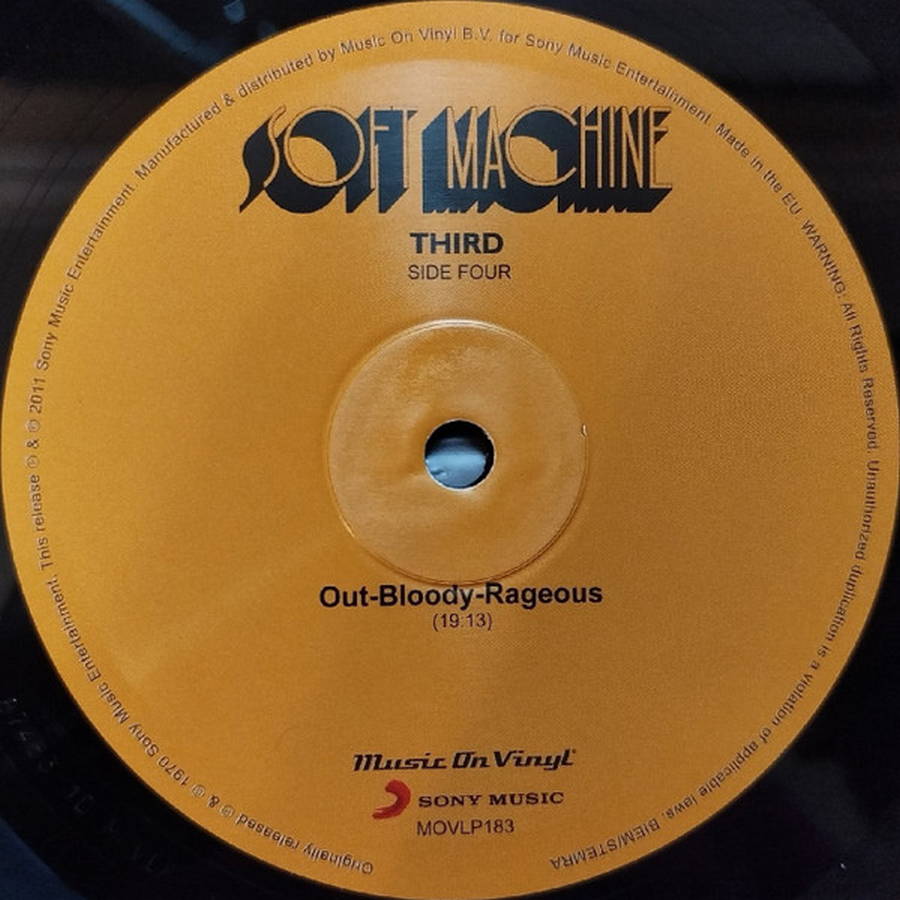 Originally released ℗ & © 1970 Sony Music Entertainment. This release ℗ & © 2011 Sony Music Entertainment. Manufactured & distributed by Music On Vinyl B.V. for Sony Music Entertainment. Made in the EU. WARNING: All Rights Reserved. Unauthorized duplication is a violation of applicable laws. BIEM/STEMRA
SOFT MACHINE
THIRD
SIDE FOUR
Out-Bloody-Rageous
(19:13)
Music On Vinyl®
SONY MUSIC
MOVLP183